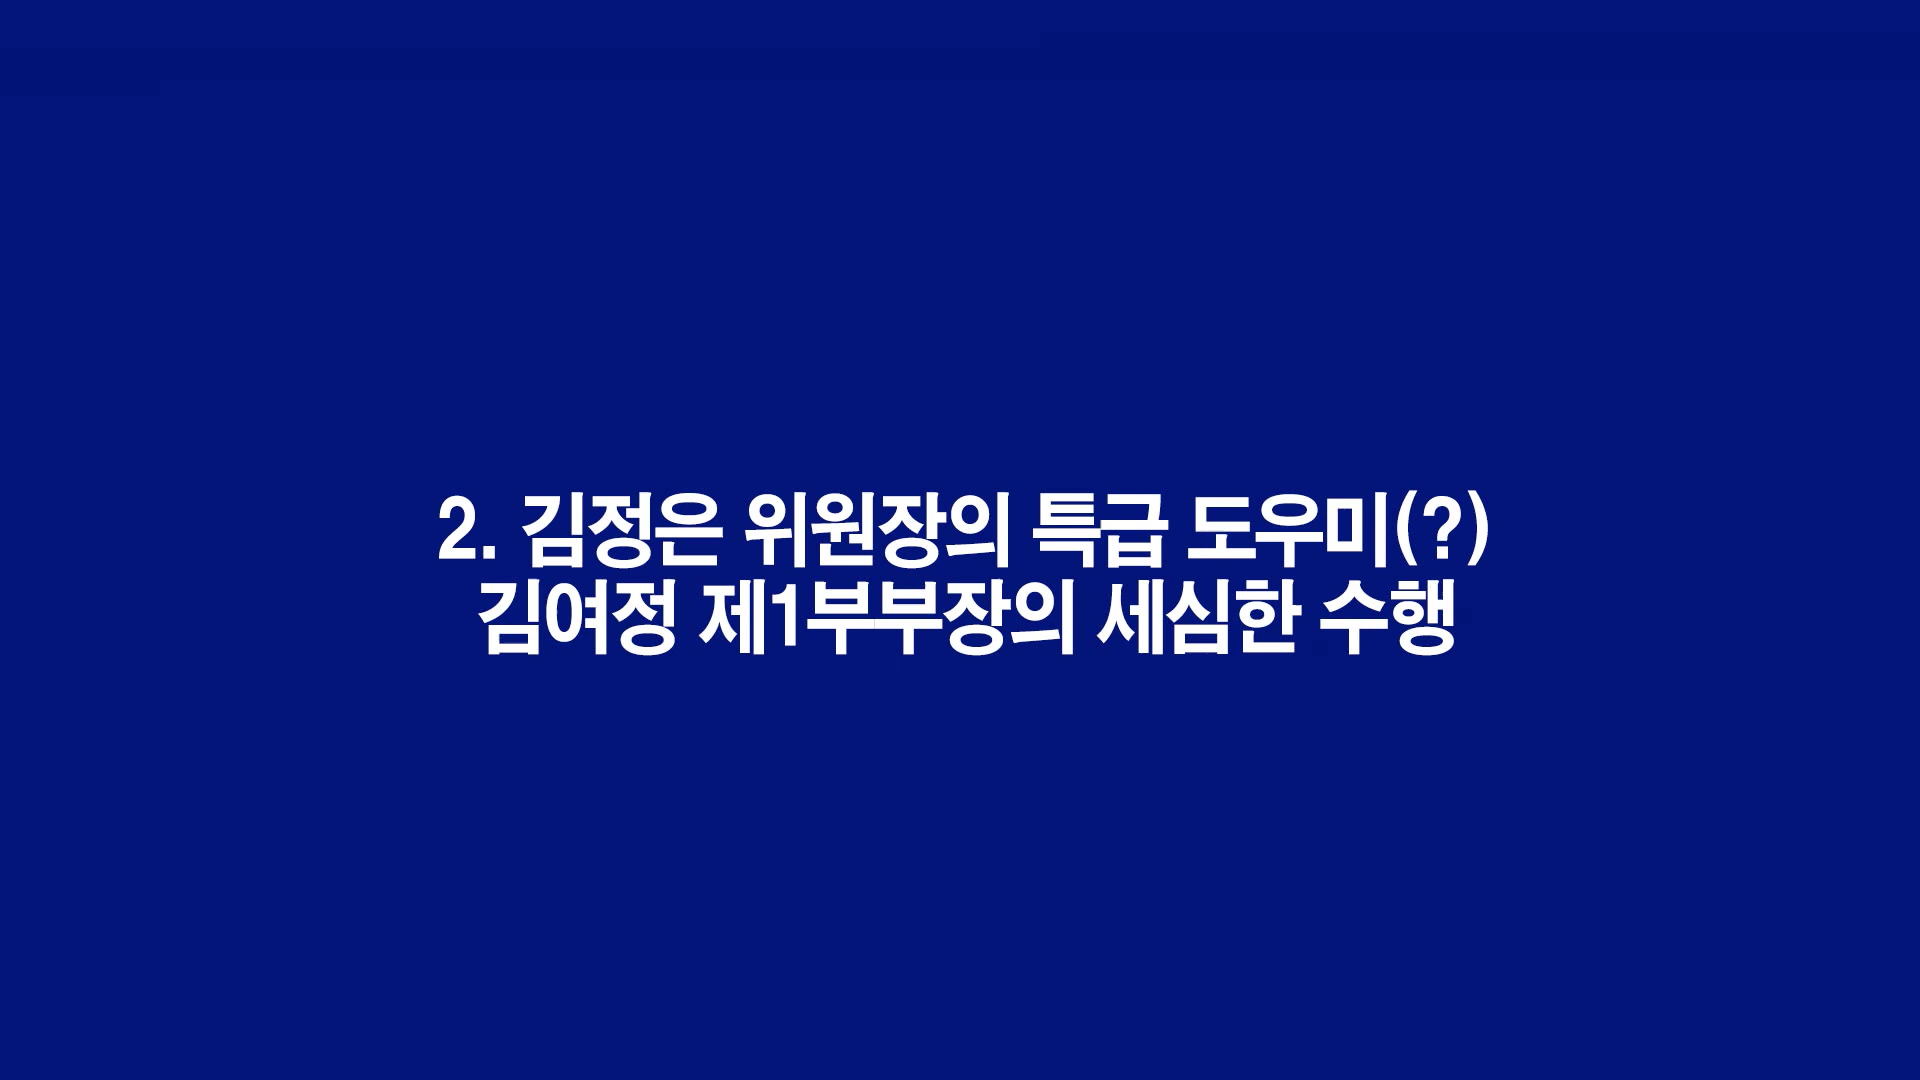 2. 김정은 위원장의 특급 도우미(?)
김여정 제1부부장의 세심한 수행